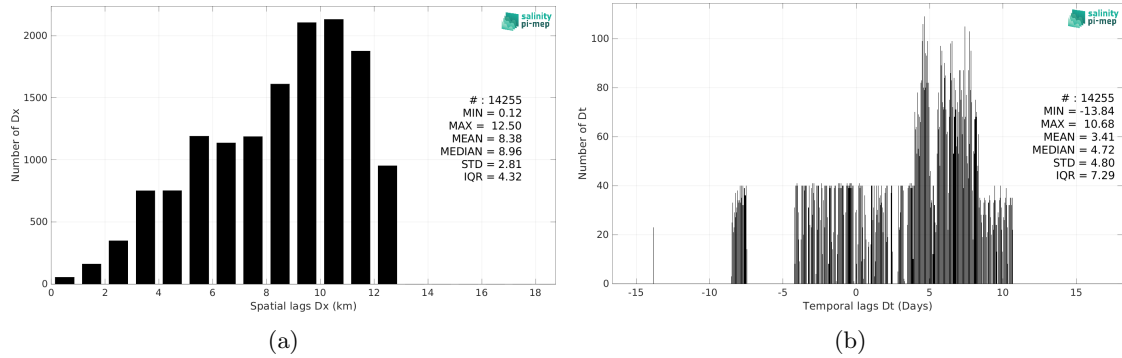 salinity
pi-mep
2000
1500
1000
500
0
Number of Dx
# : 14255
MIN = 0.12
MAX = 12.50
MEAN = 8.38
MEDIAN = 8.96
STD = 2.81
IQR = 4.32
0 2 4 6 8 10 12 14 16 18
Spatial lags Dx (km)
(a)
salinity
pi-mep
100
80
60
40
20
0
Number of Dt
# : 14255
MIN = -13.84
MAX = 10.68
MEAN = 3.41
MEDIAN = 4.72
STD = 4.80
IQR = 7.29
-15 -10 -5 0 5 10 15
Temporal lags Dt (Days)
(b)